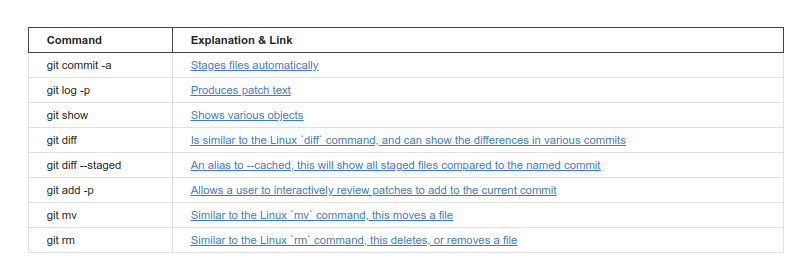 Command Explanation & Link
git commit -a Stages files automatically
git log -p Produces patch text
git show Shows various objects
git diff Is similar to the Linux `diff` command, and can show the differences in various commits
git diff --staged An alias to --cached, this will show all staged files compared to the named commit
git add -p Allows a user to interactively review patches to add to the current commit
git mv Similar to the Linux `mv` command, this moves a file
git rm Similar to the Linux `rm` command, this deletes, or removes a file